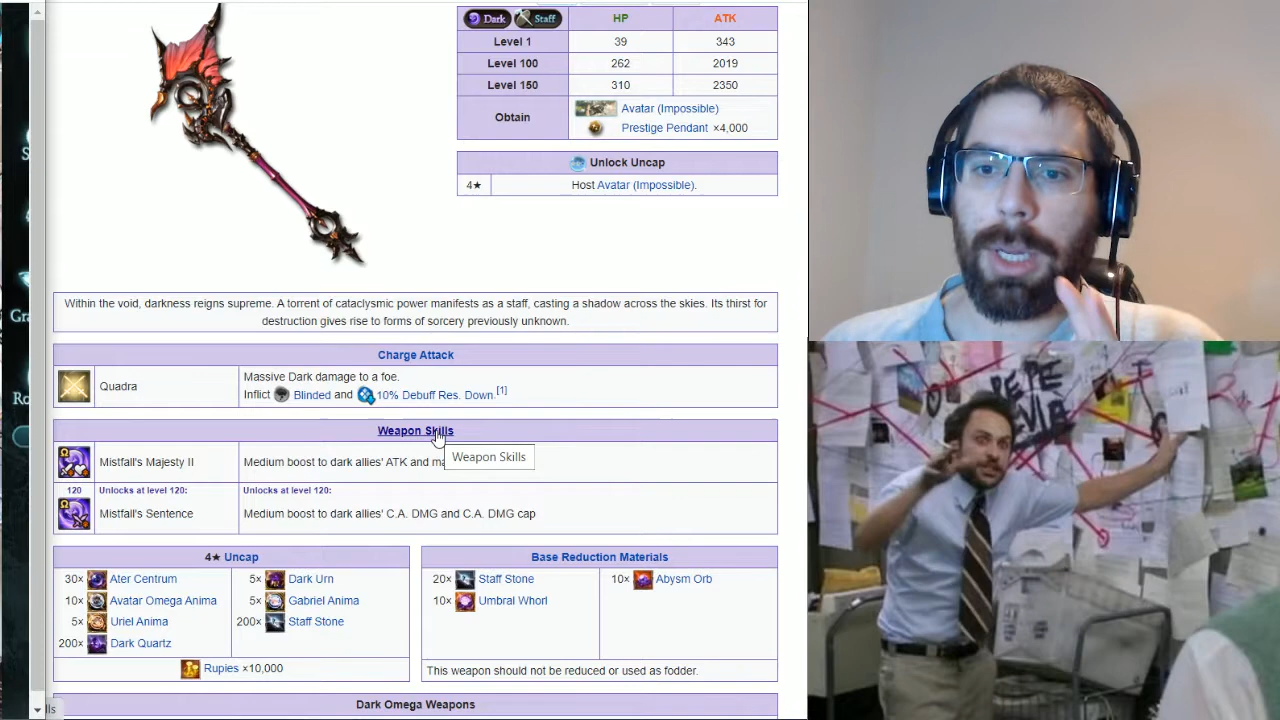 Dark Staff HP ATK
Level 1 39 343
Level 100 262 2019
Level 150 310 2350
Obtain
Avatar (Impossible)
Prestige Pendant ×4,000
Unlock Uncap
4★ Host Avatar (Impossible).
Within the void, darkness reigns supreme. A torrent of cataclysmic power manifests as a staff, casting a shadow across the skies. Its thirst for
destruction gives rise to forms of sorcery previously unknown.
Charge Attack
Quadra
Massive Dark damage to a foe.
Inflict Blinded and 10% Debuff Res. Down.[1]
Weapon Skills
Weapon Skills
Mistfall's Majesty II Medium boost to dark allies' ATK and ma
120 Unlocks at level 120: Unlocks at level 120:
Mistfall's Sentence Medium boost to dark allies' C.A. DMG and C.A. DMG cap
4★ Uncap
30× Ater Centrum 5× Dark Urn
10× Avatar Omega Anima 5× Gabriel Anima
5× Uriel Anima 200× Staff Stone
200× Dark Quartz
Rupies ×10,000
Base Reduction Materials
20× Staff Stone 10× Abysm Orb
10× Umbral Whorl
This weapon should not be reduced or used as fodder.
Dark Omega Weapons
lls
S
Gra
Ro
PEPE
SILVIA